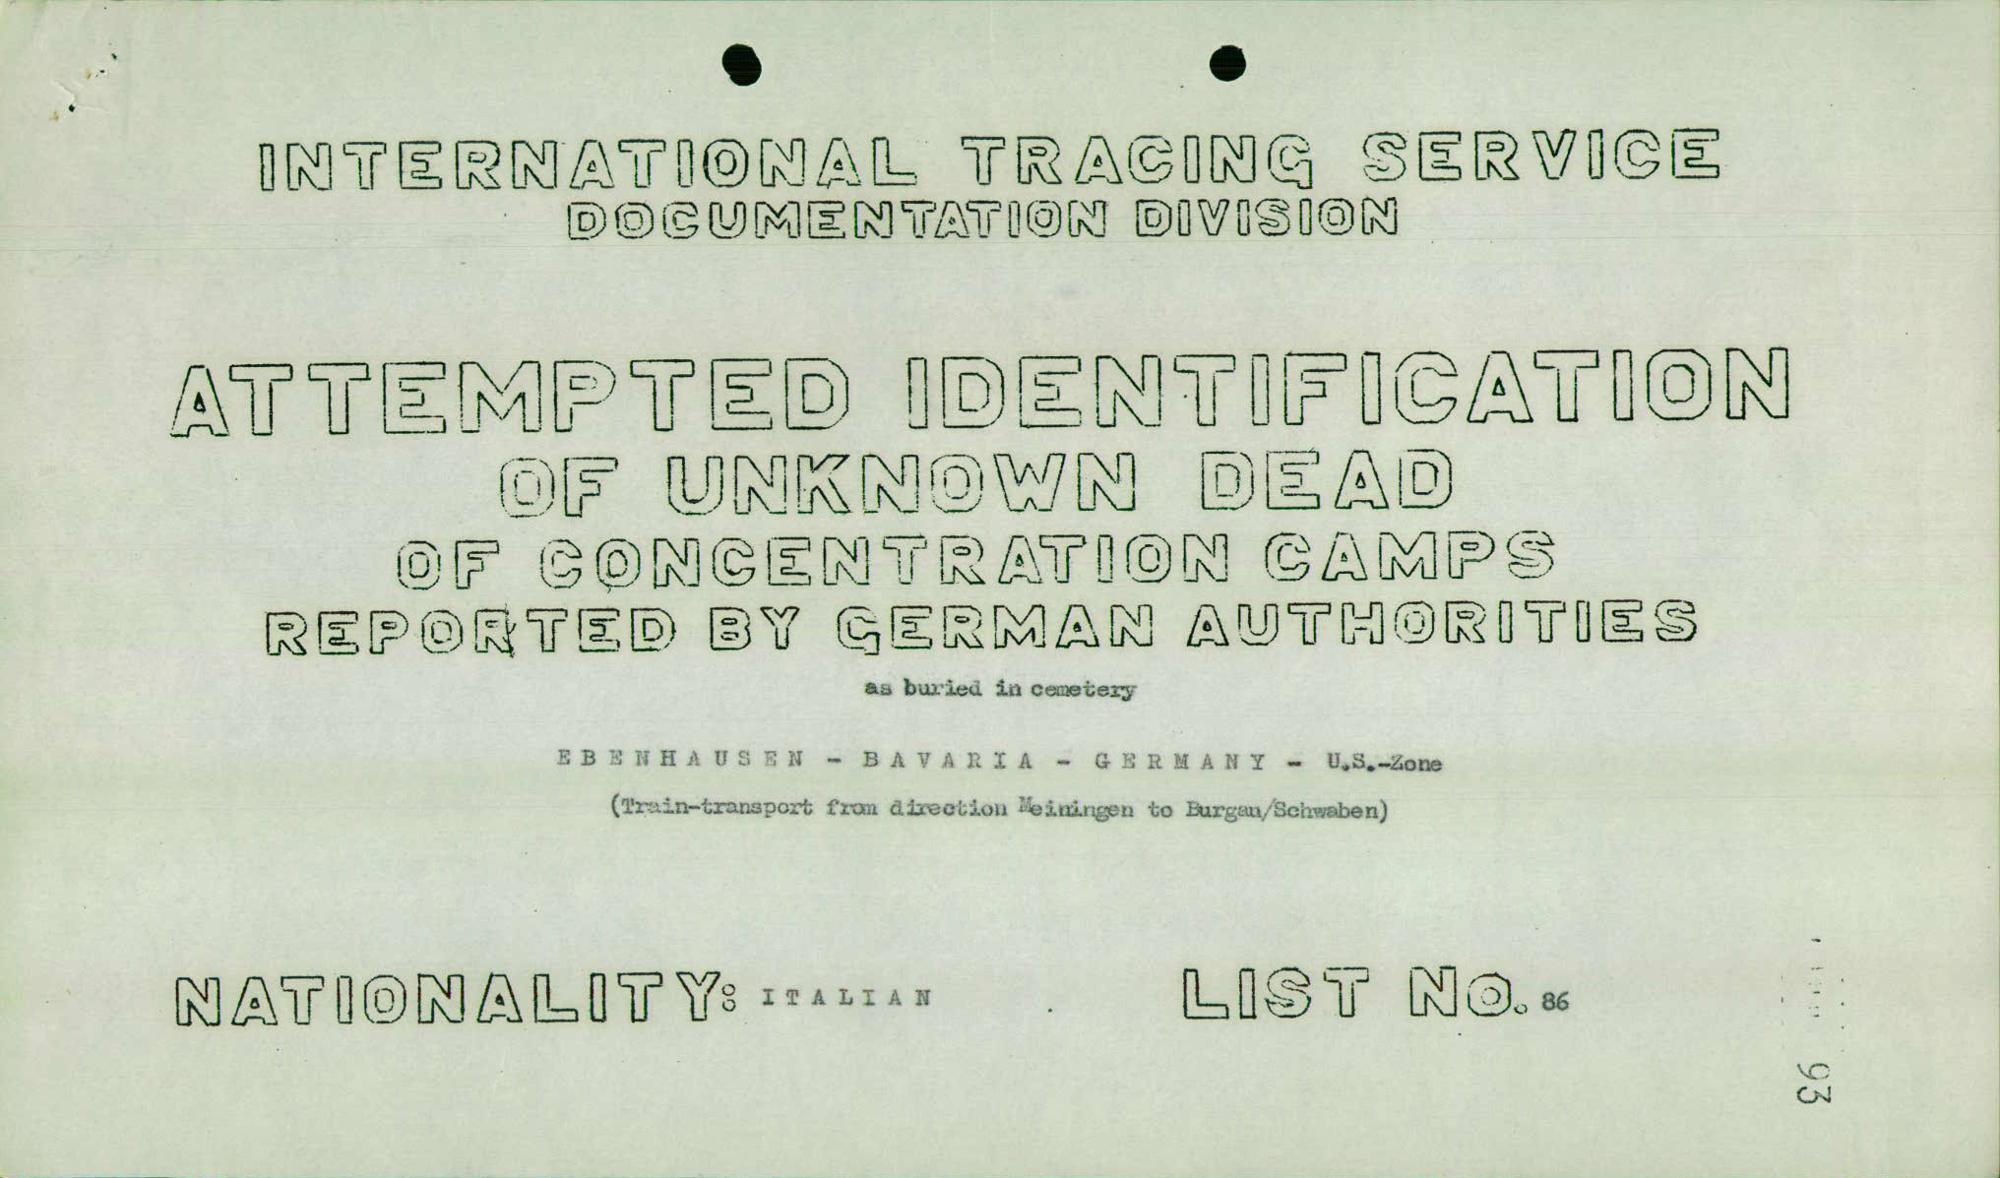 INTERNATIONAL TRACING SERVICE
DOCUMENTATION DIVISION
ATTEMPTED IDENTIFICATION
OF UNKNOWN DEAD
OF CONCENTRATION CAMPS
REPORTED BY GERMAN AUTHORITIES
as buried in cemetery
EBENHAUSEN - BAVARIA - GERMANY - U.S.-Zone
(Train-transport from direction Meiningen to Burgau/Schwaben)
NATIONALITY: ITALIAN
LIST NO. 86
93